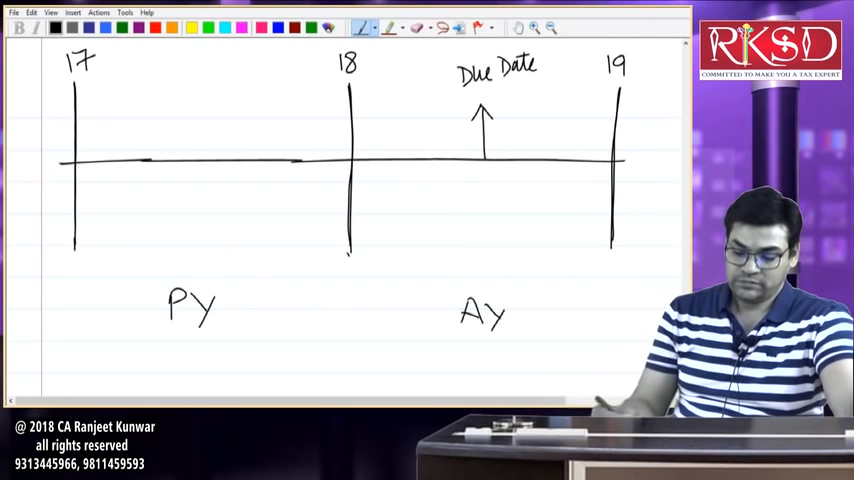 File Edit View Insert Actions Tools Help
B I
17 18 Due Date 19
PY AY
RKSD
COMMITTED TO MAKE YOU A TAX EXPERT
@ 2018 CA Ranjeet Kunwar
all rights reserved
9313445966, 9811459593